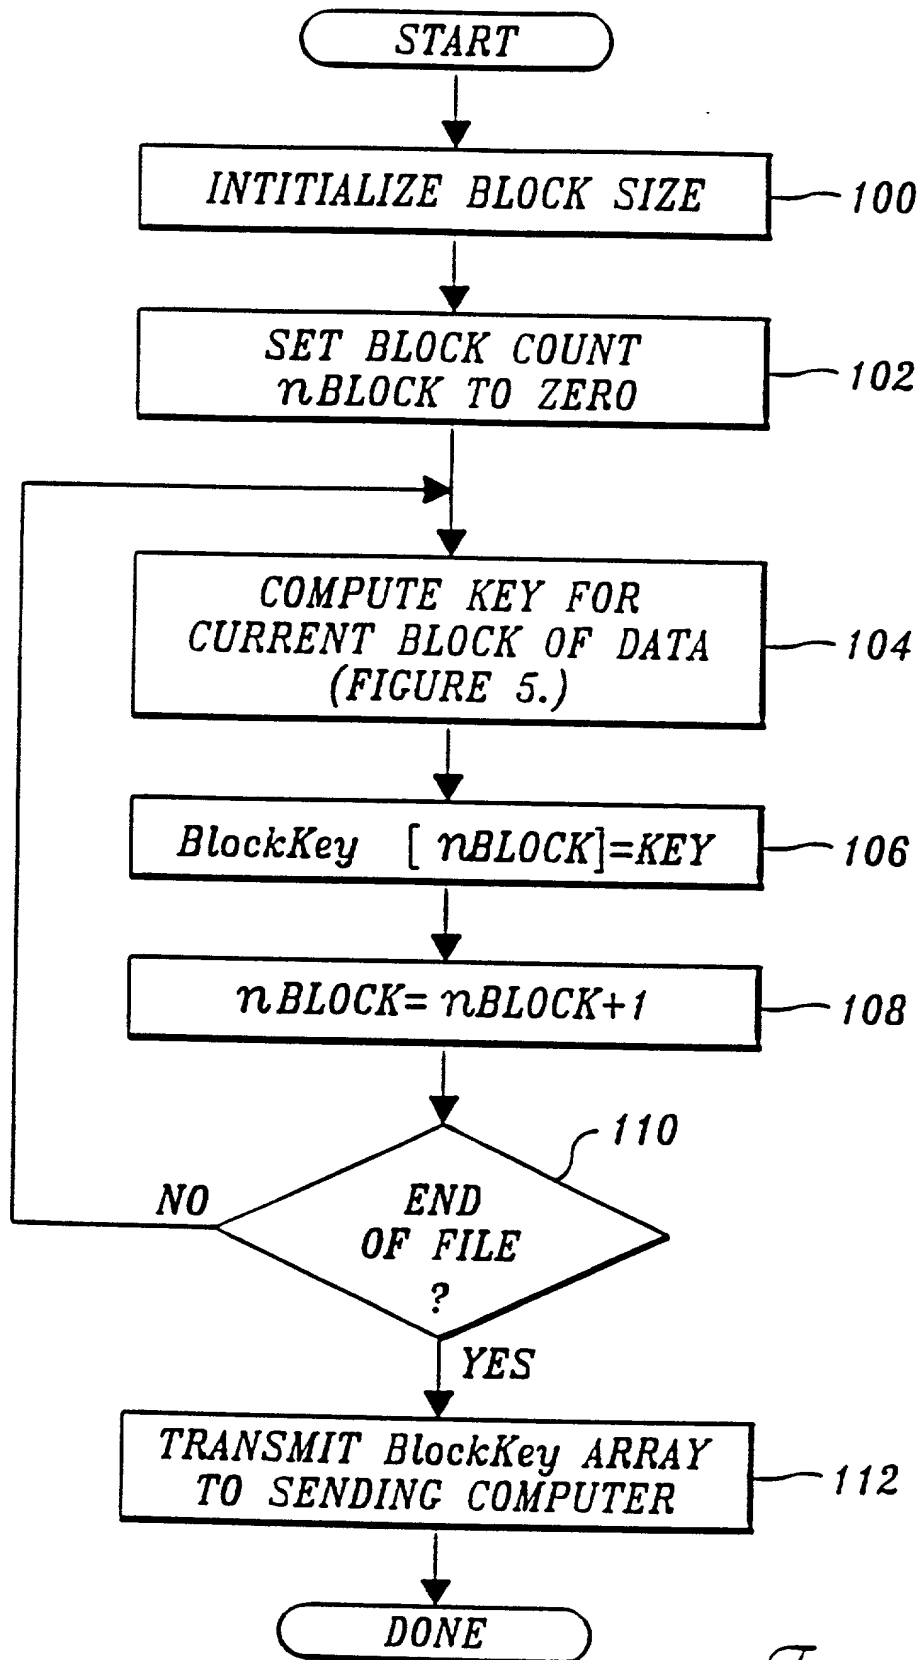 START
INTITIALIZE BLOCK SIZE
100
SET BLOCK COUNT
nBLOCK TO ZERO
102
COMPUTE KEY FOR
CURRENT BLOCK OF DATA
(FIGURE 5.)
104
BlockKey [ nBLOCK]=KEY
106
nBLOCK= nBLOCK+1
108
110
END
OF FILE
?
NO
YES
TRANSMIT BlockKey ARRAY
TO SENDING COMPUTER
112
DONE